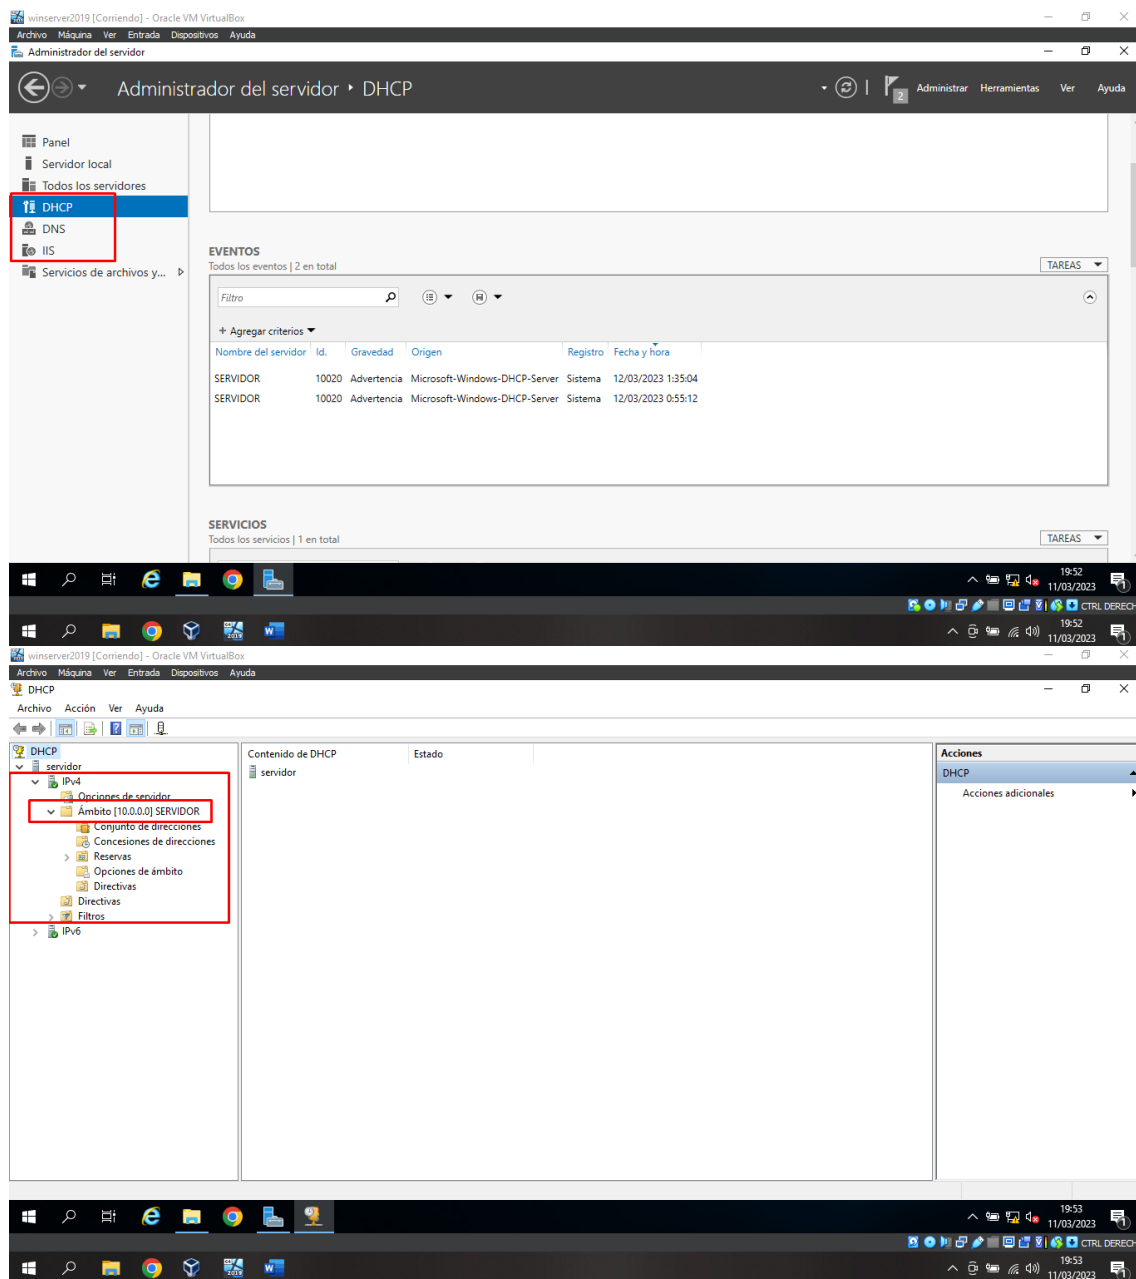 winserver2019 [Corriendo] - Oracle VM VirtualBox
Archivo Máquina Ver Entrada Dispositivos Ayuda
Administrador del servidor
Administrador del servidor ‣ DHCP
2 Administrar Herramientas Ver Ayuda
Panel
Servidor local
Todos los servidores
DHCP
DNS
IIS
Servicios de archivos y...
EVENTOS
Todos los eventos | 2 en total
TAREAS
Filtro
+ Agregar criterios
Nombre del servidor Id. Gravedad Origen Registro Fecha y hora
SERVIDOR 10020 Advertencia Microsoft-Windows-DHCP-Server Sistema 12/03/2023 1:35:04
SERVIDOR 10020 Advertencia Microsoft-Windows-DHCP-Server Sistema 12/03/2023 0:55:12
SERVICIOS
Todos los servicios | 1 en total
TAREAS
19:52
11/03/2023
1
CTRL DERECH
19:52
11/03/2023
1
winserver2019 [Corriendo] - Oracle VM VirtualBox
Archivo Máquina Ver Entrada Dispositivos Ayuda
DHCP
Archivo Acción Ver Ayuda
DHCP
servidor
IPv4
Opciones de servidor
Ámbito [10.0.0.0] SERVIDOR
Conjunto de direcciones
Concesiones de direcciones
Reservas
Opciones de ámbito
Directivas
Directivas
Filtros
IPv6
Contenido de DHCP Estado
servidor
Acciones
DHCP
Acciones adicionales
19:53
11/03/2023
1
CTRL DERECH
19:53
11/03/2023
1